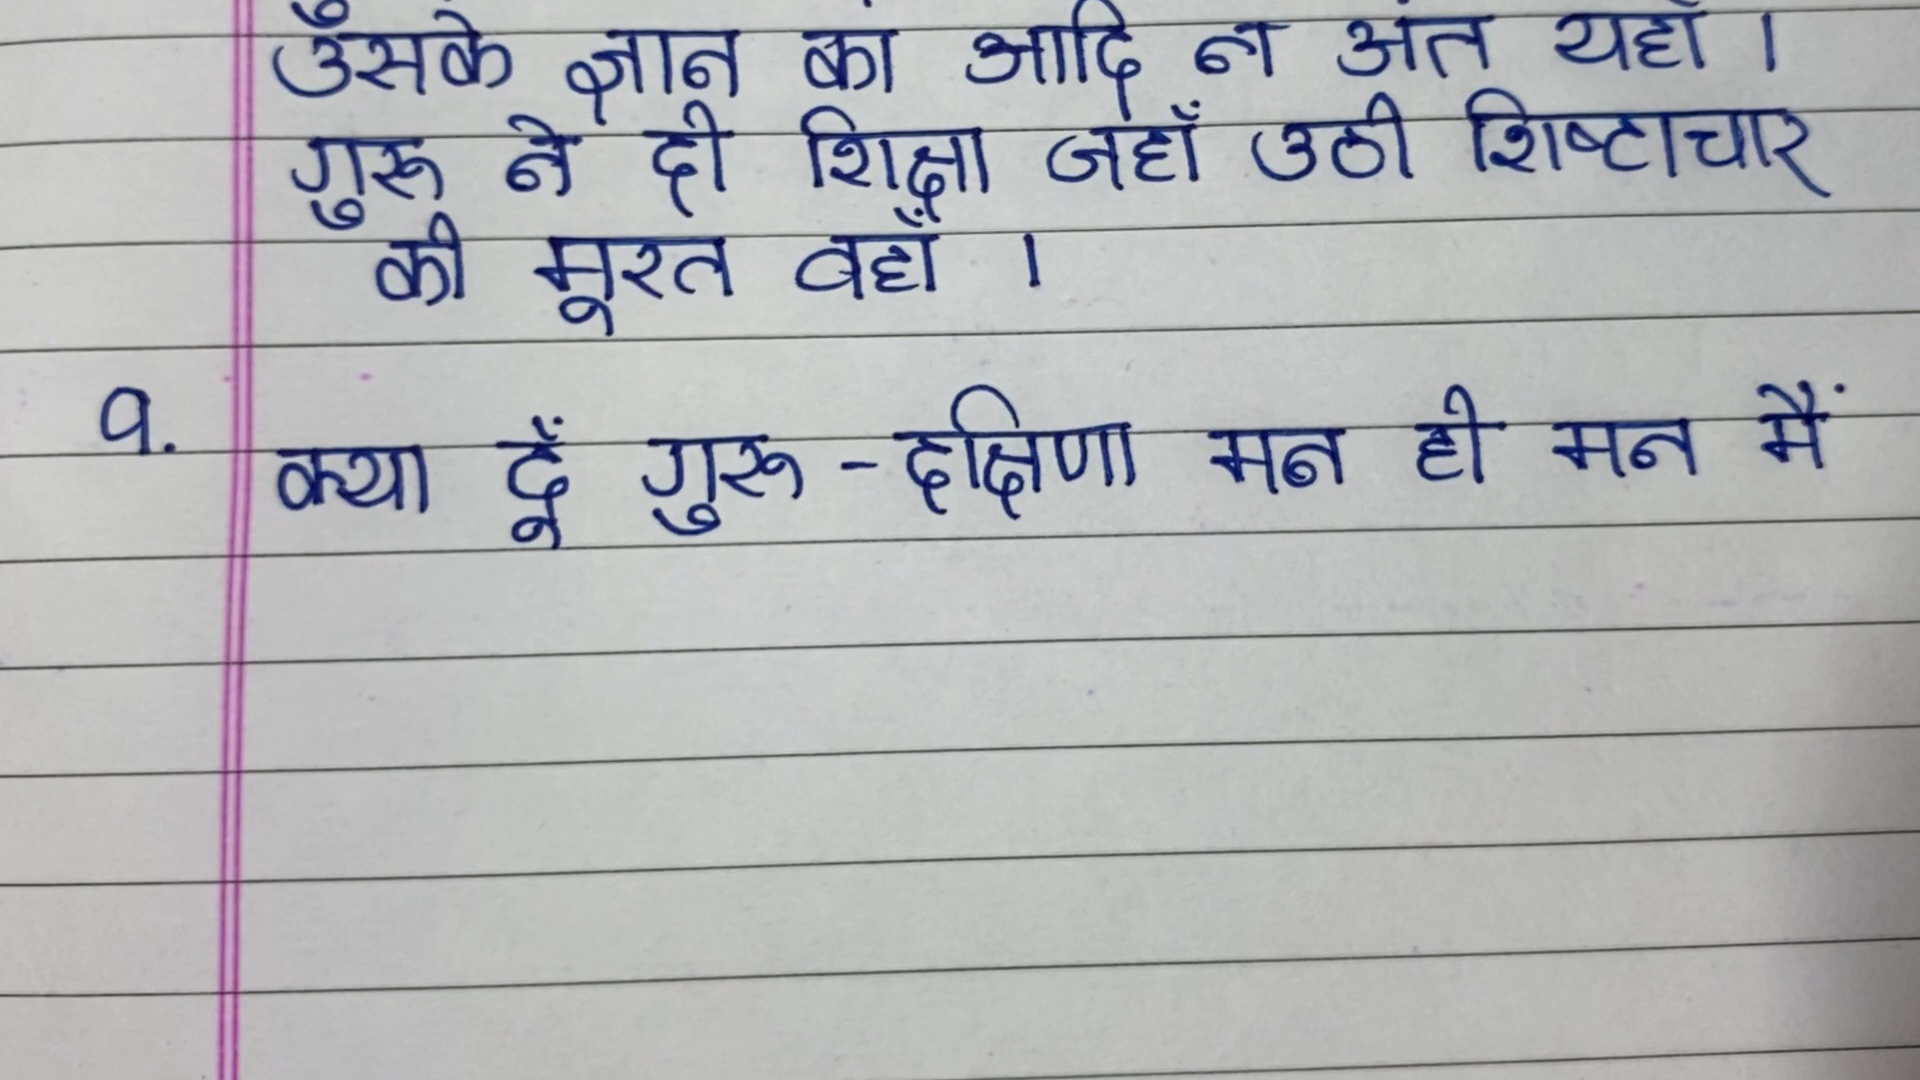 उसके ज्ञान का आदि न अंत यहाँ ।
गुरू ने दी शिक्षा जहाँ उठी शिष्टाचार
की मूरत वहाँ ।
9. क्या दूँ गुरू - दक्षिणा मन ही मन मैं